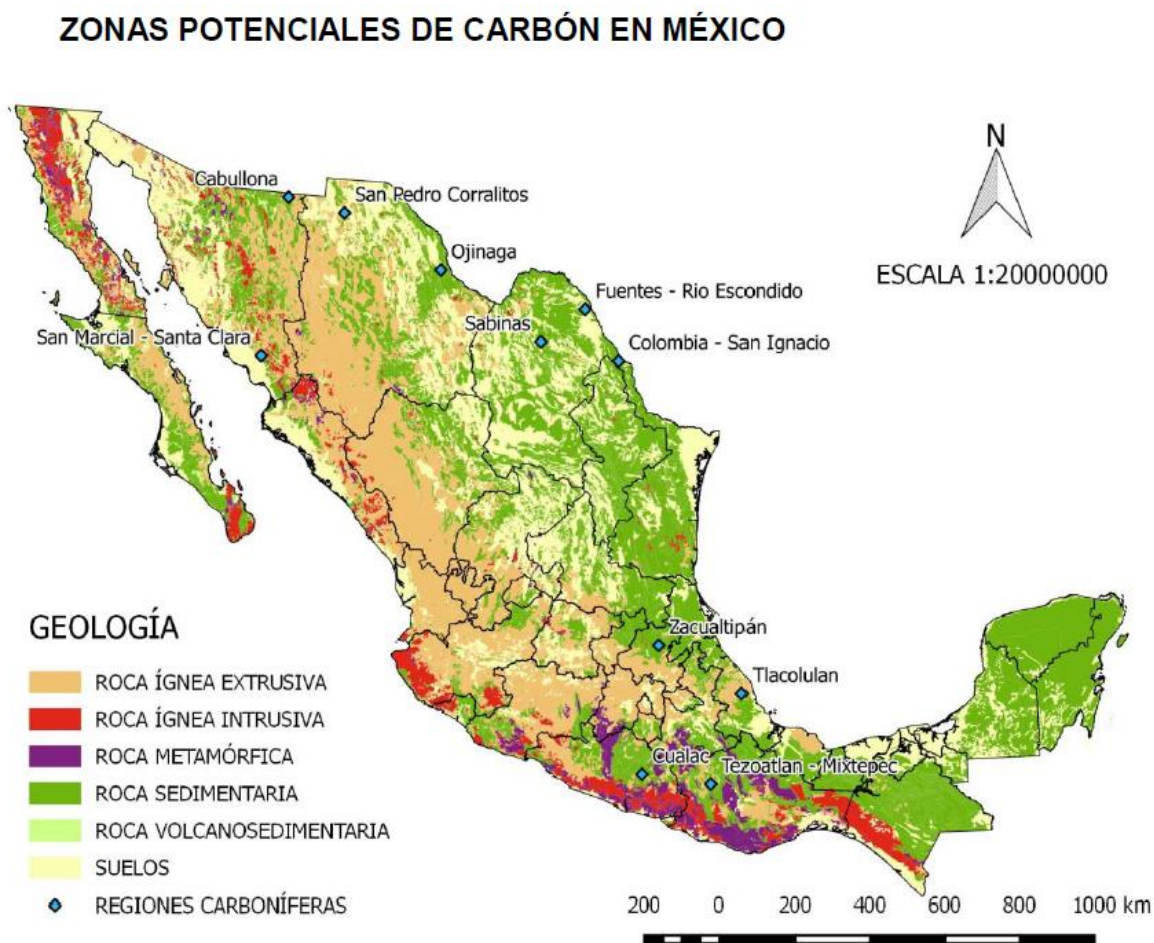 ZONAS POTENCIALES DE CARBÓN EN MÉXICO
N
ESCALA 1:20000000
Cabullona
San Pedro Corralitos
Ojinaga
Fuentes - Rio Escondido
Sabinas
San Marcial - Santa Clara
Colombia - San Ignacio
Zacualtipán
Tlacolulan
Cualac
Tezoatlan - Mixtepec
GEOLOGÍA
ROCA ÍGNEA EXTRUSIVA
ROCA ÍGNEA INTRUSIVA
ROCA METAMÓRFICA
ROCA SEDIMENTARIA
ROCA VOLCANOSEDIMENTARIA
SUELOS
REGIONES CARBONÍFERAS
200 0 200 400 600 800 1000 km